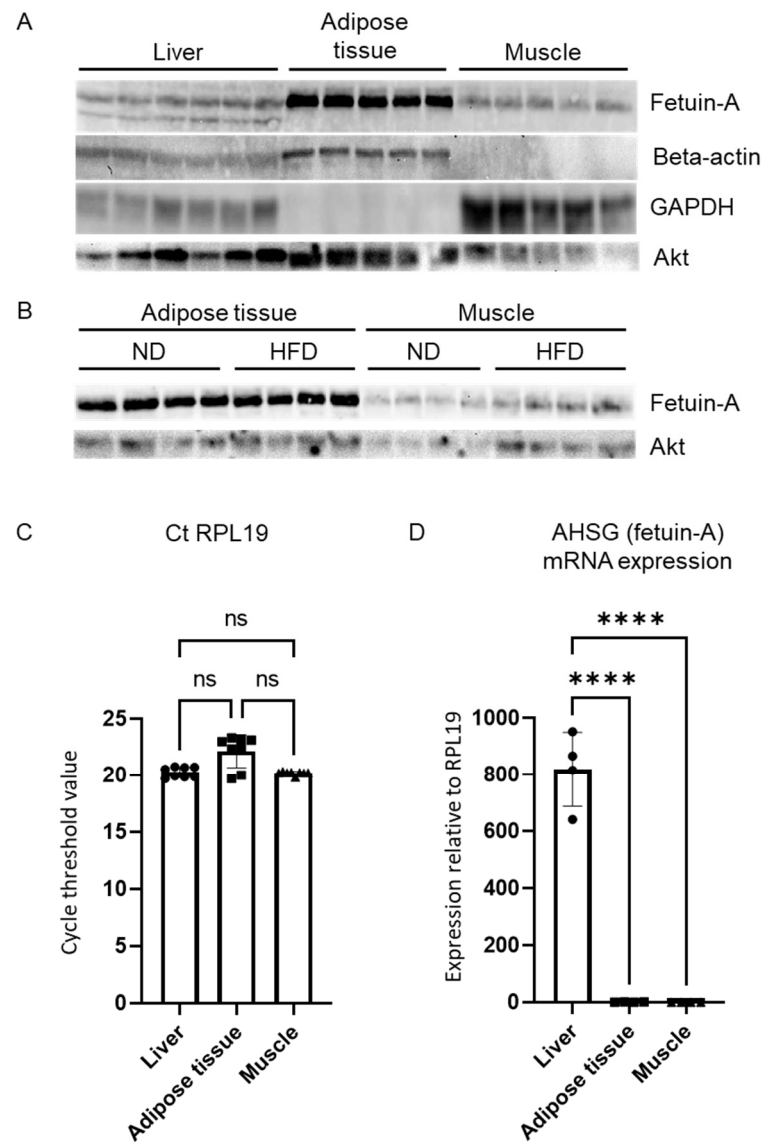 A
Liver
Adipose
tissue
Muscle
Fetuin-A
Beta-actin
GAPDH
Akt
B
Adipose tissue
Muscle
ND
HFD
ND
HFD
Fetuin-A
Akt
C
Ct RPL19
ns
ns
ns
Cycle threshold value
25
20
15
10
5
0
Liver
Adipose tissue
Muscle
D
AHSG (fetuin-A)
mRNA expression
****
****
Expression relative to RPL19
1000
800
600
400
200
0
Liver
Adipose tissue
Muscle